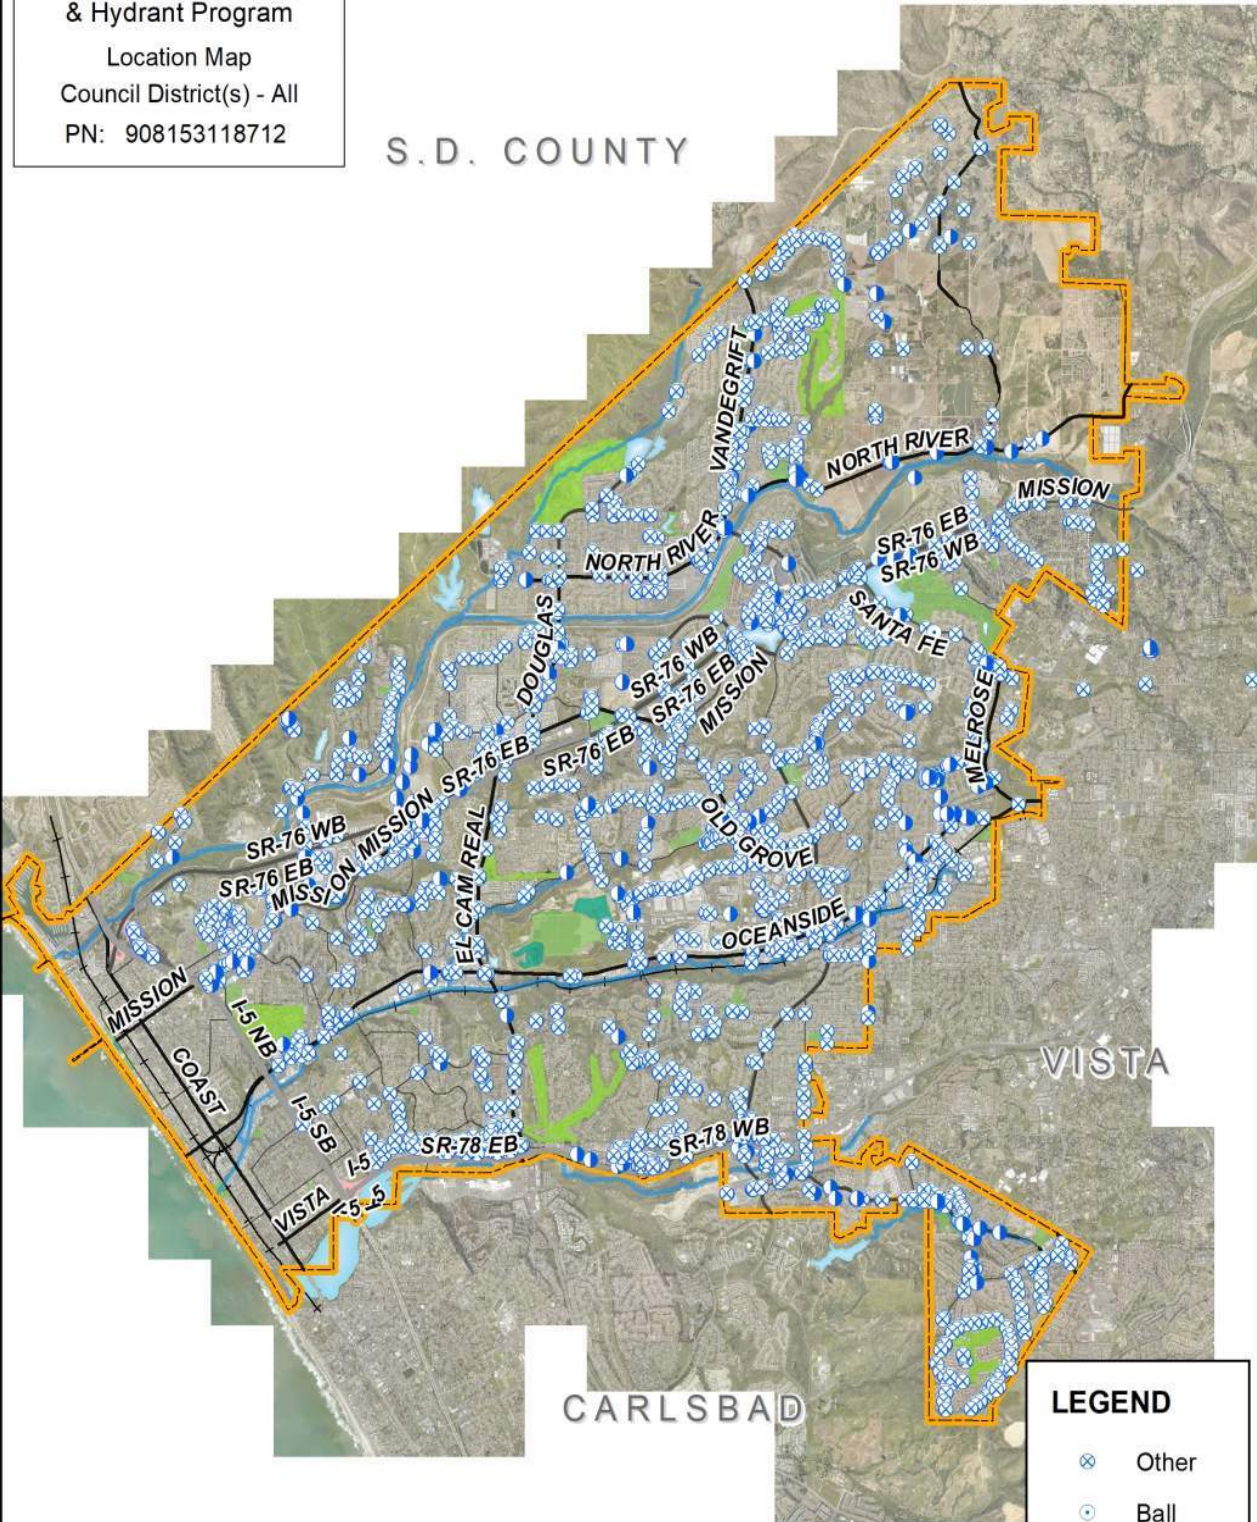 & Hydrant Program
Location Map
Council District(s) - All
PN: 908153118712
S.D. COUNTY
VANDEGRIFT
NORTH RIVER
MISSION
SR-76 EB
SR-76 WB
NORTH RIVER
SANTA FE
DOUGLAS
SR-76 WB
SR-76 EB
MISSION
MELROSE
SR-76 EB
SR-76 EB
MISSION
OLD GROVE
SR-76 WB
SR-76 EB
MISSION
EL CAM REAL
OCEANSIDE
MISSION
I-5 NB
COAST
VISTA
I-5 SB
SR-78 EB
SR-78 WB
I-5
VISTA
I-5
I-5
CARLSBAD
LEGEND
Other
Ball